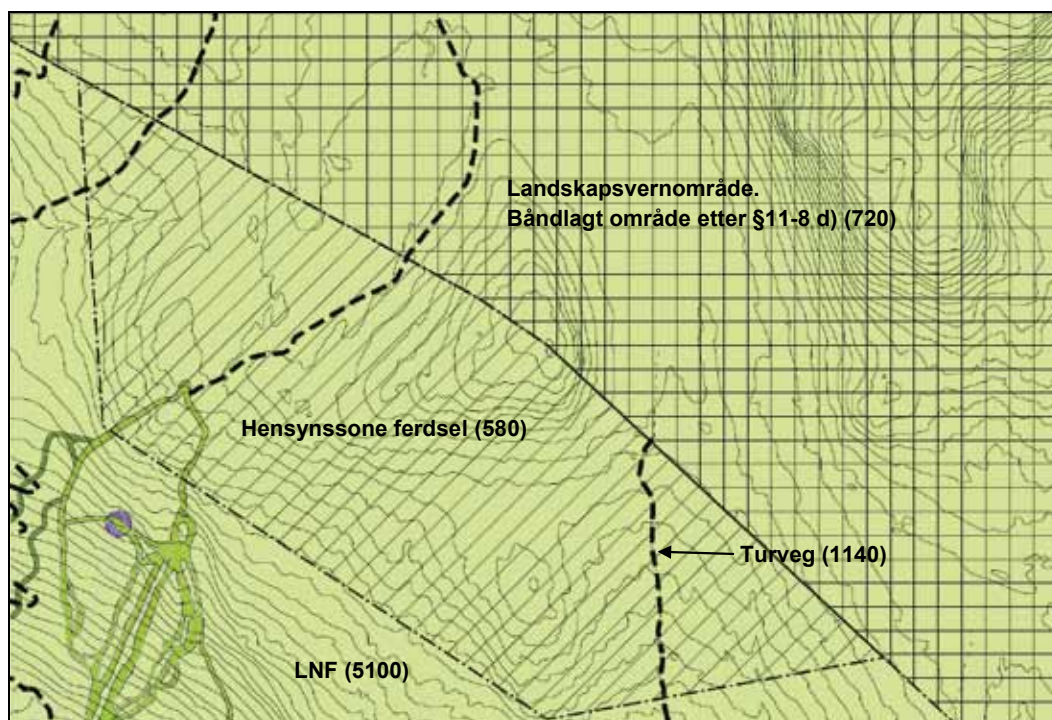 Landskapsvernområde.
Båndlagt område etter §11-8 d) (720)
Hensynssone ferdsel (580)
Turveg (1140)
LNF (5100)